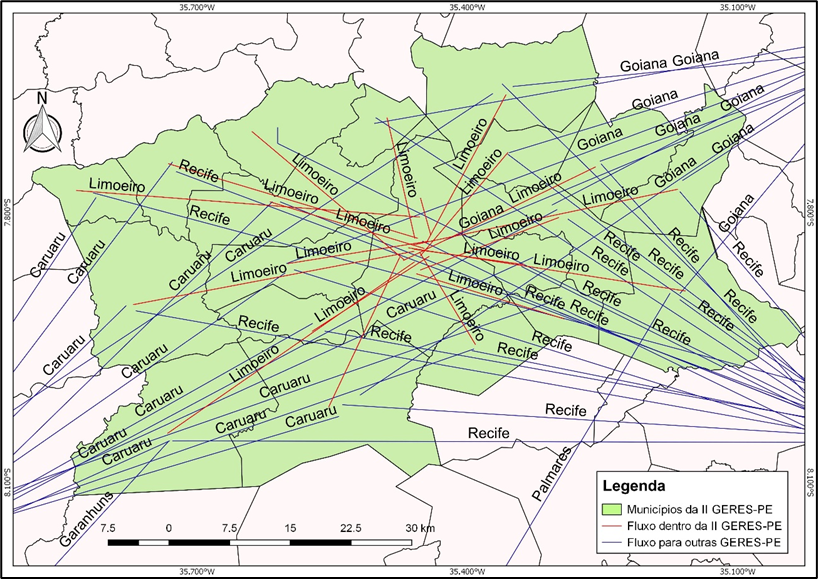 35.700°W 35.400°W 35.100°W
Goiana Goiana
N
Goiana
Goiana
Limoeiro
Goiana
Goiana
Goiana
Limoeiro
Limoeiro
Limoeiro
Recife
Goiana
Limoeiro
Limoeiro
Limoeiro
Limoeiro
7.800°S
Recife
Goiana
Limoeiro
Goiana
7.800°S
Limoeiro
Caruaru
Recife
Recife
Recife
Caruaru
Caruaru
Limoeiro
Limoeiro
Recife
Recife
Caruaru
Limoeiro
Limoeiro
Limoeiro
Recife
Limoeiro
Caruaru
Recife
Recife
Recife
Limoeiro
Recife
Recife
Recife
Recife
Recife
Caruaru
Caruaru
Limoeiro
Recife
Caruaru
Caruaru
Caruaru
Caruaru
Recife
Caruaru
Caruaru
Recife
Palmares
8.100°S
8.100°S
Garanhuns
Legenda
Municípios da II GERES-PE
Fluxo dentro da II GERES-PE
Fluxo para outras GERES-PE
7.5 0 7.5 15 22.5 30 km
35.700°W 35.400°W 35.100°W